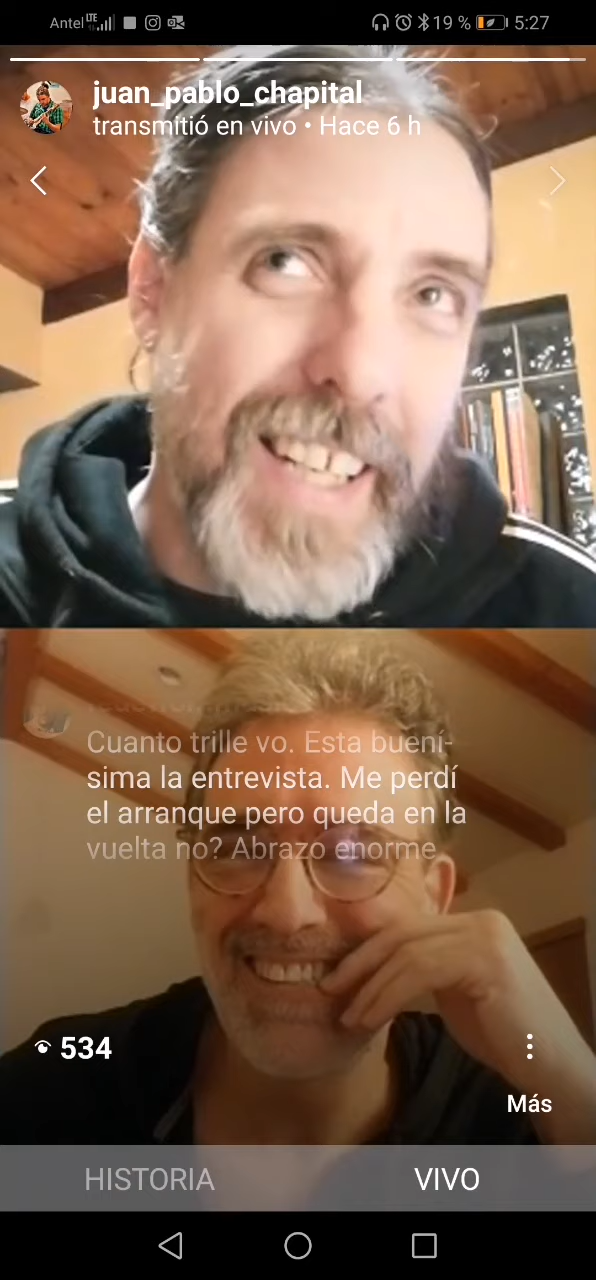 Antel LTE 19 % 5:27
juan_pablo_chapital
transmitió en vivo • Hace 6 h
Cuanto trille vo. Esta buení-
sima la entrevista. Me perdí
el arranque pero queda en la
vuelta no? Abrazo enorme
534
Más
HISTORIA VIVO